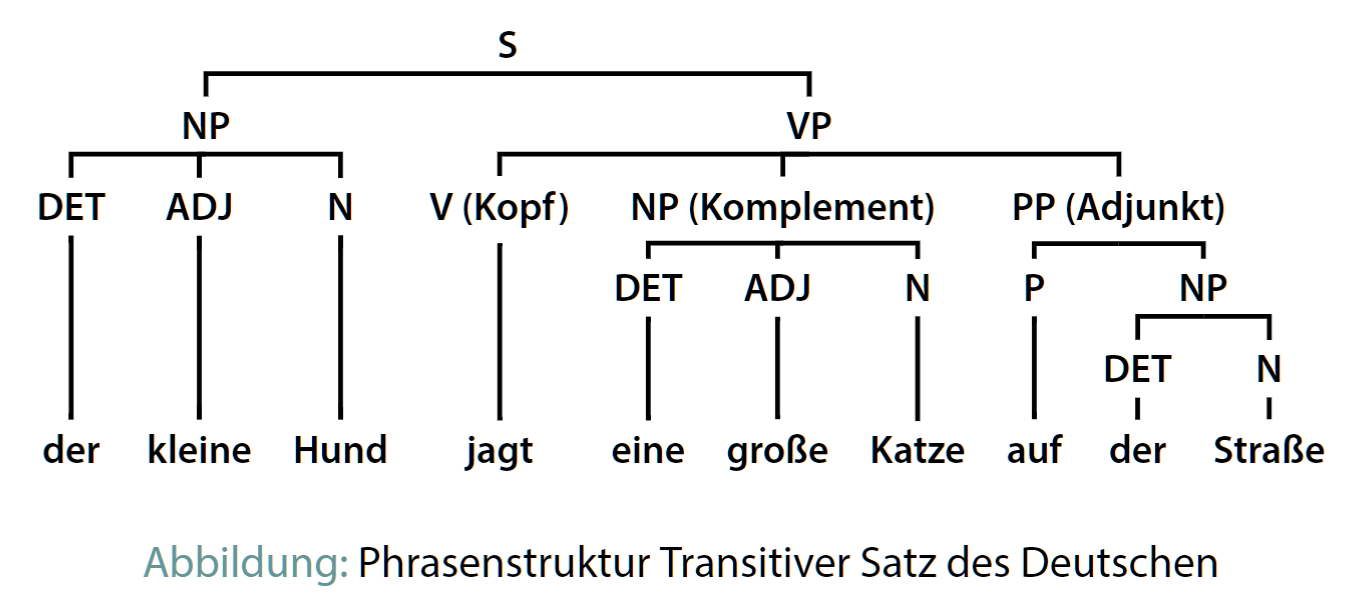 S
NP VP
DET ADJ N V (Kopf) NP (Komplement) PP (Adjunkt)
DET ADJ N P NP
DET N
der kleine Hund jagt eine große Katze auf der Straße
Abbildung: Phrasenstruktur Transitiver Satz des Deutschen